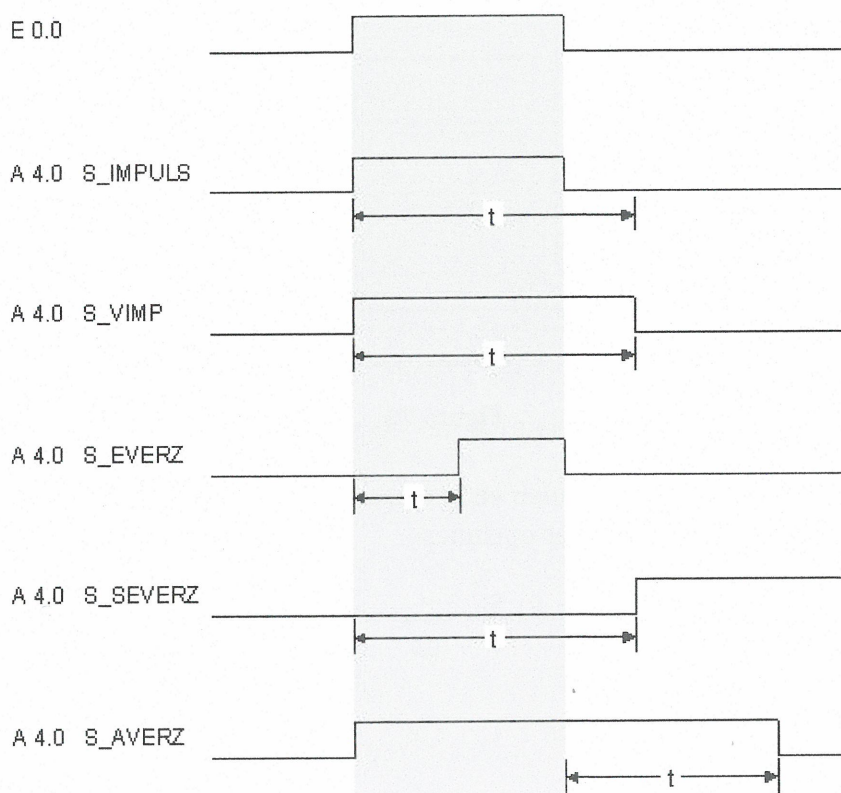 E 0.0
A 4.0 S_IMPULS
t
A 4.0 S_VIMP
t
A 4.0 S_EVERZ
t
A 4.0 S_SEVERZ
t
A 4.0 S_AVERZ
t